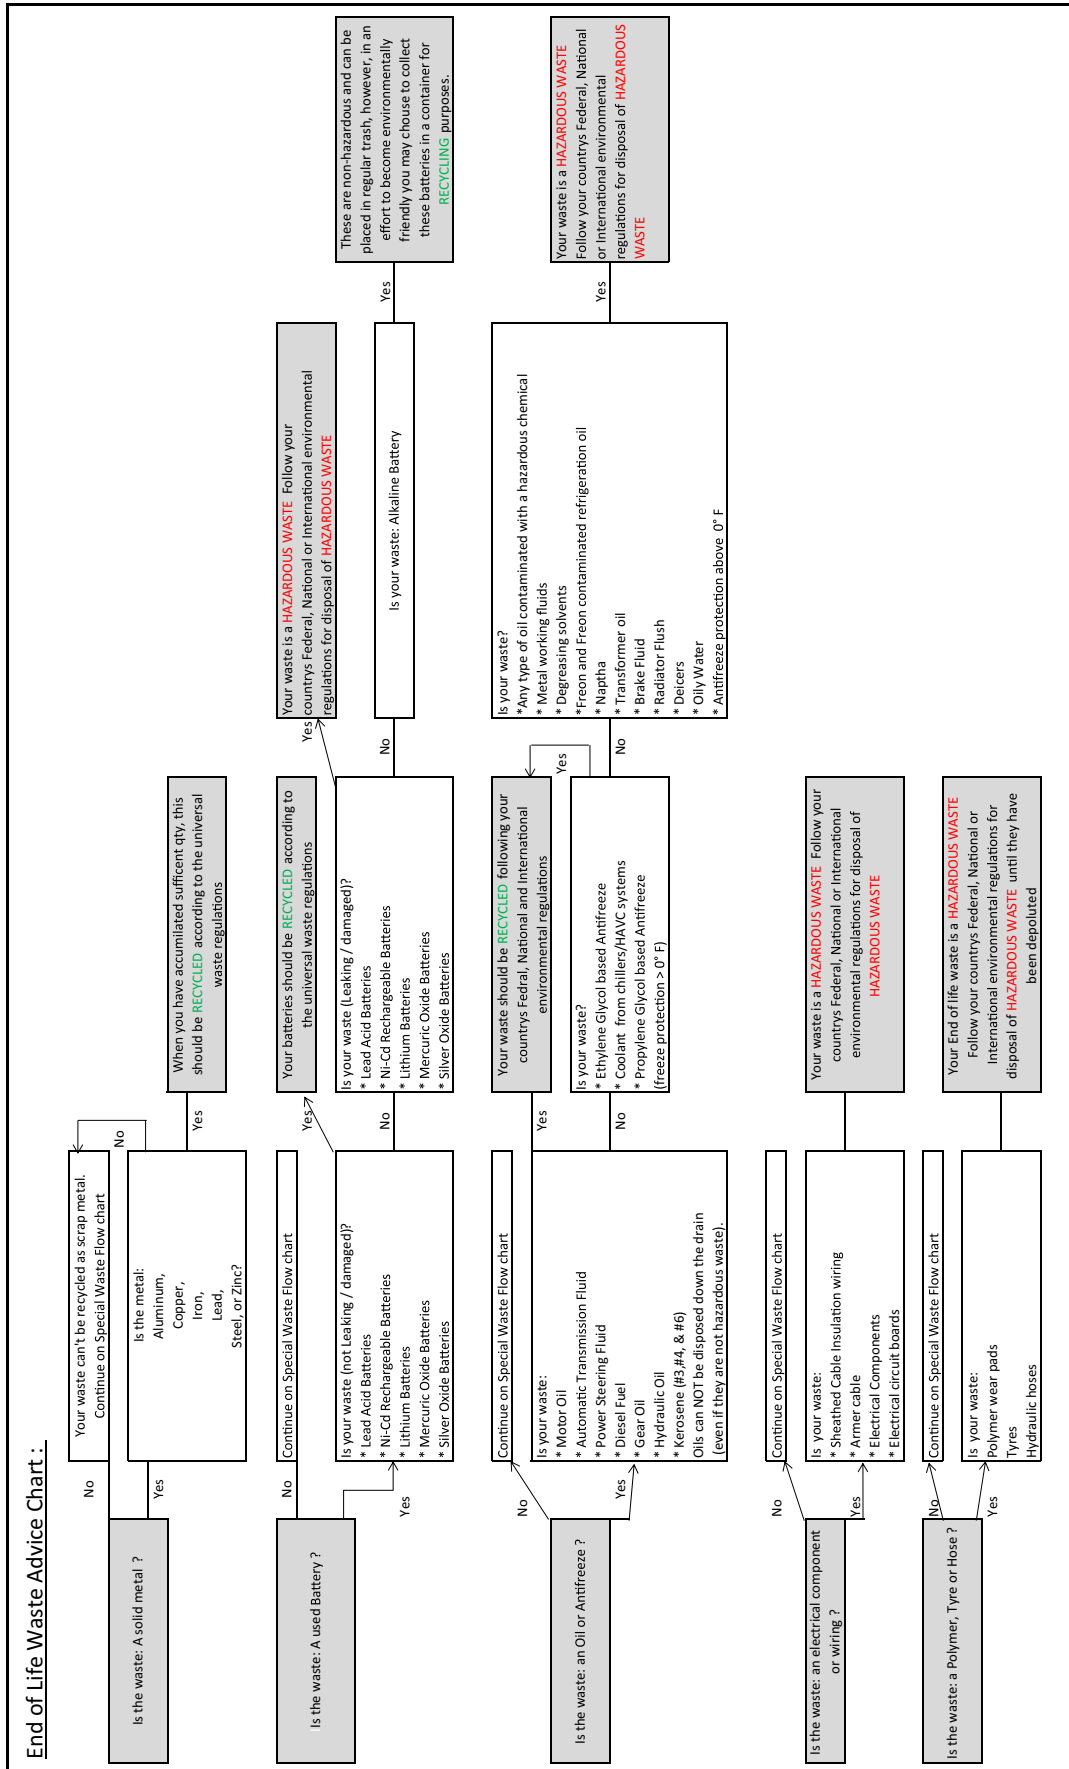 End of Life Waste Advice Chart :
Is the waste: A solid metal ?
No
Yes
Your waste can't be recycled as scrap metal.
Continue on Special Waste Flow chart
Is the metal:
Aluminum,
Copper,
Iron,
Lead,
Steel, or Zinc?
No
Yes
When you have accumilated sufficent qty, this
should be RECYCLED according to the universal
waste regulations
Is the waste: A used Battery ?
No
Yes
Continue on Special Waste Flow chart
Is your waste (not Leaking / damaged)?
* Lead Acid Batteries
* Ni-Cd Rechargeable Batteries
* Lithium Batteries
* Mercuric Oxide Batteries
* Silver Oxide Batteries
Yes
No
Your batteries should be RECYCLED according to
the universal waste regulations
Is your waste (Leaking / damaged)?
* Lead Acid Batteries
* Ni-Cd Rechargeable Batteries
* Lithium Batteries
* Mercuric Oxide Batteries
* Silver Oxide Batteries
Yes
No
Your waste is a HAZARDOUS WASTE Follow your
countrys Federal, National or International environmental
regulations for disposal of HAZARDOUS WASTE
Is your waste: Alkaline Battery
Yes
These are non-hazardous and can be
placed in regular trash, however, in an
effort to become environmentally
friendly you may chouse to collect
these batteries in a container for
RECYCLING purposes.
Is the waste: an Oil or Antifreeze ?
No
Yes
Continue on Special Waste Flow chart
Is your waste:
* Motor Oil
* Automatic Transmission Fluid
* Power Steering Fluid
* Diesel Fuel
* Gear Oil
* Hydraulic Oil
* Kerosene (#3,#4, & #6)
Oils can NOT be disposed down the drain
(even if they are not hazardous waste).
Yes
No
Your waste should be RECYCLED following your
countrys Fedral, National and International
environmental regulations
Is your waste?
* Ethylene Glycol based Antifreeze
* Coolant from chillers/HAVC systems
* Propylene Glycol based Antifreeze
(freeze protection > 0° F)
Yes
No
Is your waste?
*Any type of oil contaminated with a hazardous chemical
* Metal working fluids
* Degreasing solvents
*Freon and Freon contaminated refrigeration oil
* Naptha
* Transformer oil
* Brake Fluid
* Radiator Flush
* Deicers
* Oily Water
* Antifreeze protection above 0° F
Yes
Your waste is a HAZARDOUS WASTE
Follow your countrys Federal, National
or International environmental
regulations for disposal of HAZARDOUS
WASTE
Is the waste: an electrical component
or wiring ?
No
Yes
Continue on Special Waste Flow chart
Is your waste:
* Sheathed Cable Insulation wiring
* Armer cable
* Electrical Components
* Electrical circuit boards
Your waste is a HAZARDOUS WASTE Follow your
countrys Federal, National or International
environmental regulations for disposal of
HAZARDOUS WASTE
Is the waste: a Polymer, Tyre or Hose ?
No
Yes
Continue on Special Waste Flow chart
Is your waste:
Polymer wear pads
Tyres
Hydraulic hoses
Your End of life waste is a HAZARDOUS WASTE
Follow your countrys Federal, National or
International environment regulations for
disposal of HAZARDOUS WASTE until they have
been depoluted